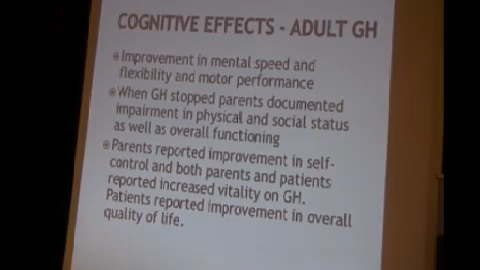 COGNITIVE EFFECTS - ADULT GH
Improvement in mental speed and
flexibility and motor performance
When GH stopped parents documented
impairment in physical and social status
as well as overall functioning
Parents reported improvement in self-
control and both parents and patients
reported increased vitality on GH.
Patients reported improvement in overall
quality of life.